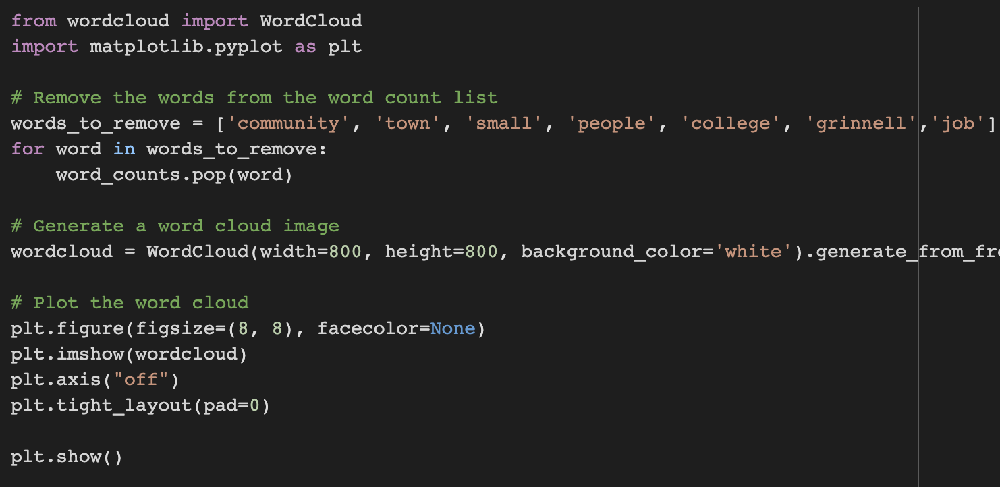 from wordcloud import WordCloud
import matplotlib.pyplot as plt

# Remove the words from the word count list
words_to_remove = ['community', 'town', 'small', 'people', 'college', 'grinnell','job']
for word in words_to_remove:
    word_counts.pop(word)

# Generate a word cloud image
wordcloud = WordCloud(width=800, height=800, background_color='white').generate_from_fr

# Plot the word cloud
plt.figure(figsize=(8, 8), facecolor=None)
plt.imshow(wordcloud)
plt.axis("off")
plt.tight_layout(pad=0)

plt.show()